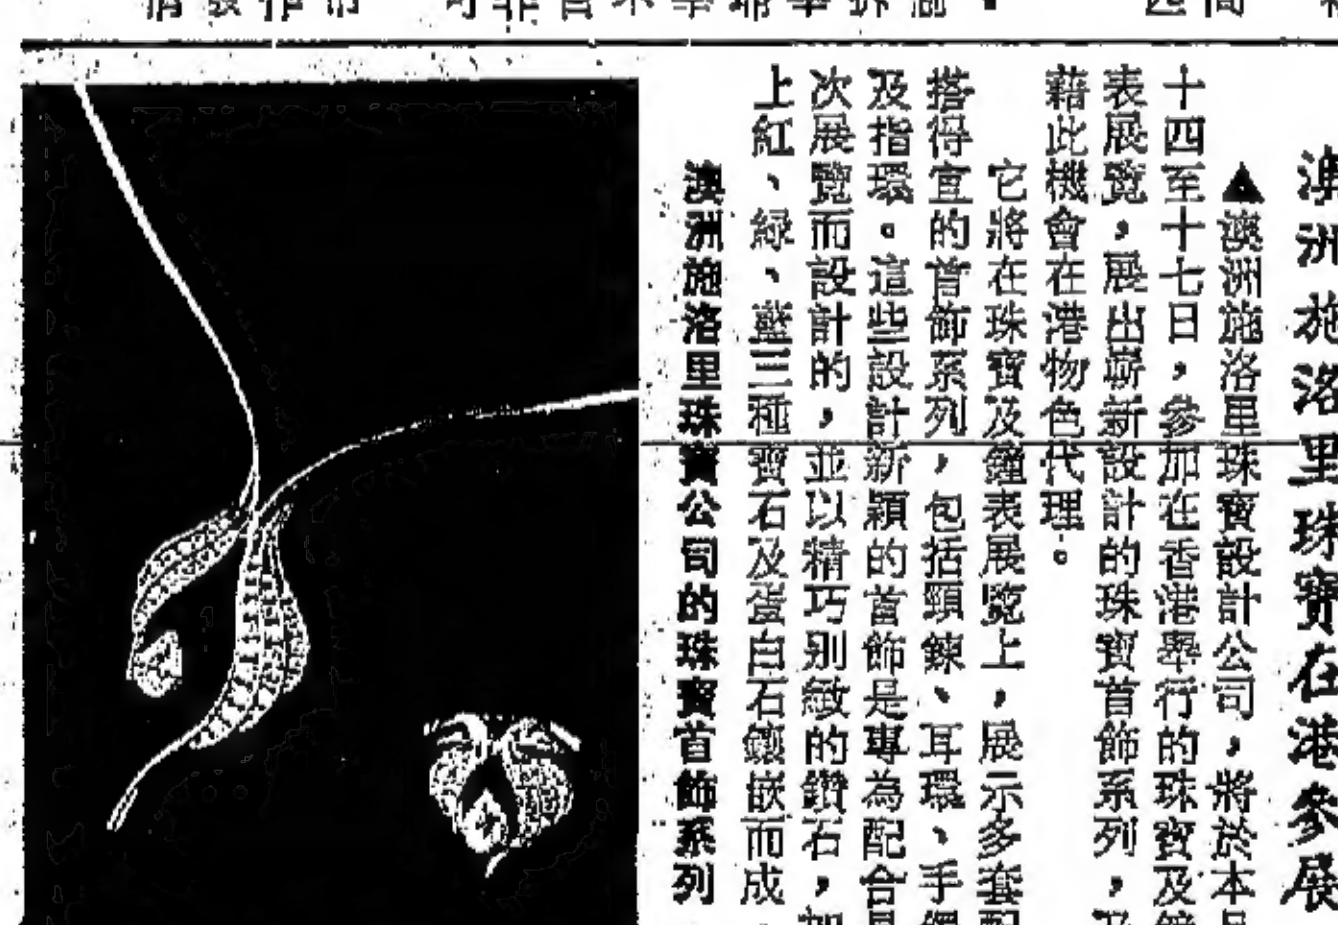 澳洲施洛里珠寶在港參展
▲澳洲施洛里珠寶設計公司，將於本月
十四至十七日，參加在香港舉行的珠寶及鐘
表展覽，展出嶄新設計的珠寶首飾系列，及
藉此機會在港物色代理。
它將在珠寶及鐘表展覽上，展示多套配
搭得宜的首飾系列，包括頸鍊、耳環、手鐲
及指環。這些設計新穎的首飾是專為配合是
次展覽而設計的，並以精巧別緻的鑽石，加
上紅、綠、藍三種寶石及蛋白石鑲嵌而成
澳洲施洛里珠寶公司的珠寶首飾系列